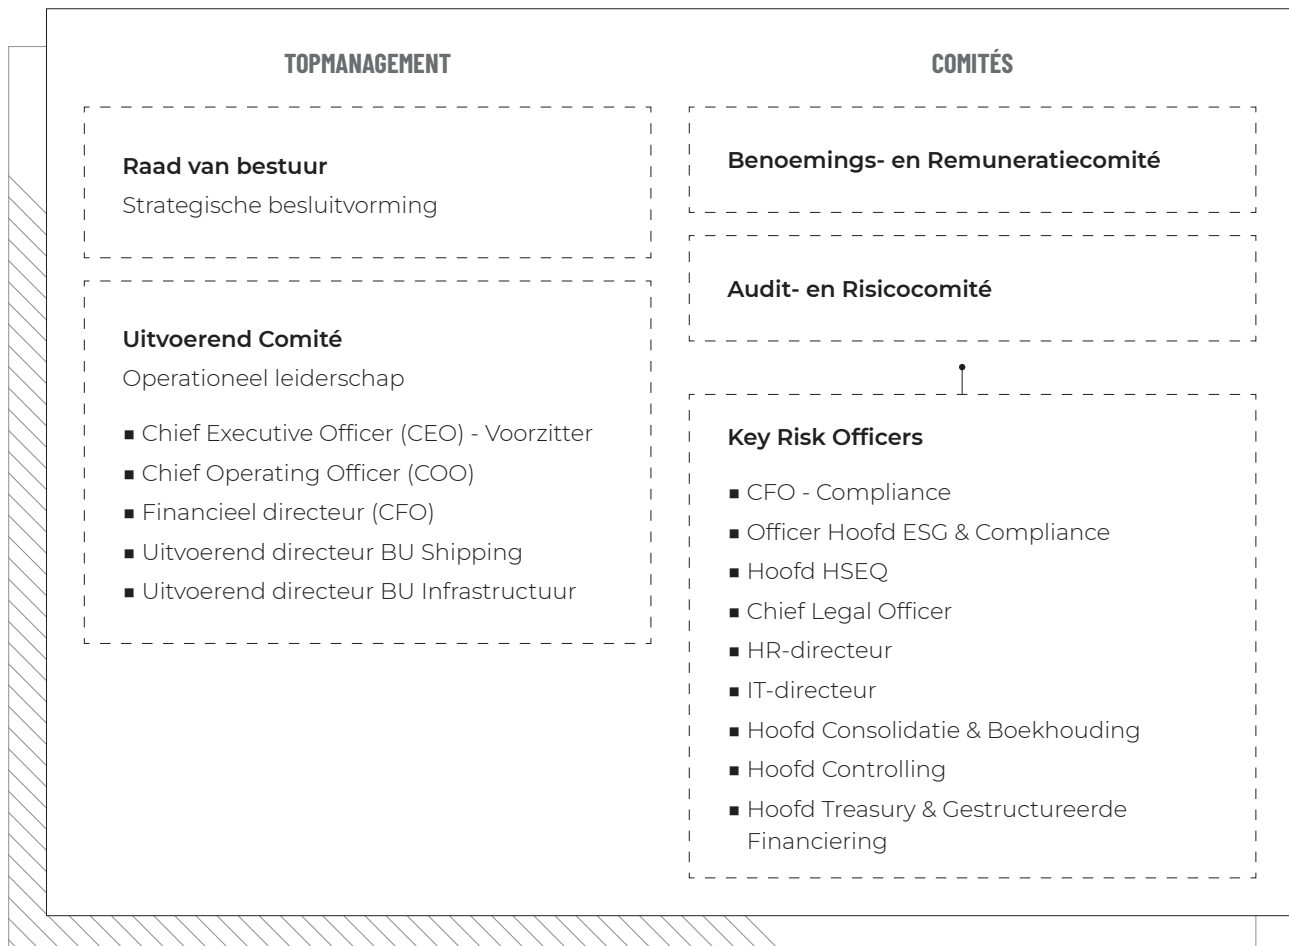 TOPMANAGEMENT
Raad van bestuur
Strategische besluitvorming
Uitvoerend Comité
Operationeel leiderschap
▪ Chief Executive Officer (CEO) - Voorzitter
▪ Chief Operating Officer (COO)
▪ Financieel directeur (CFO)
▪ Uitvoerend directeur BU Shipping
▪ Uitvoerend directeur BU Infrastructuur
COMITÉS
Benoemings- en Remuneratiecomité
Audit- en Risicocomité
Key Risk Officers
▪ CFO - Compliance
▪ Officer Hoofd ESG & Compliance
▪ Hoofd HSEQ
▪ Chief Legal Officer
▪ HR-directeur
▪ IT-directeur
▪ Hoofd Consolidatie & Boekhouding
▪ Hoofd Controlling
▪ Hoofd Treasury & Gestructureerde
Financiering